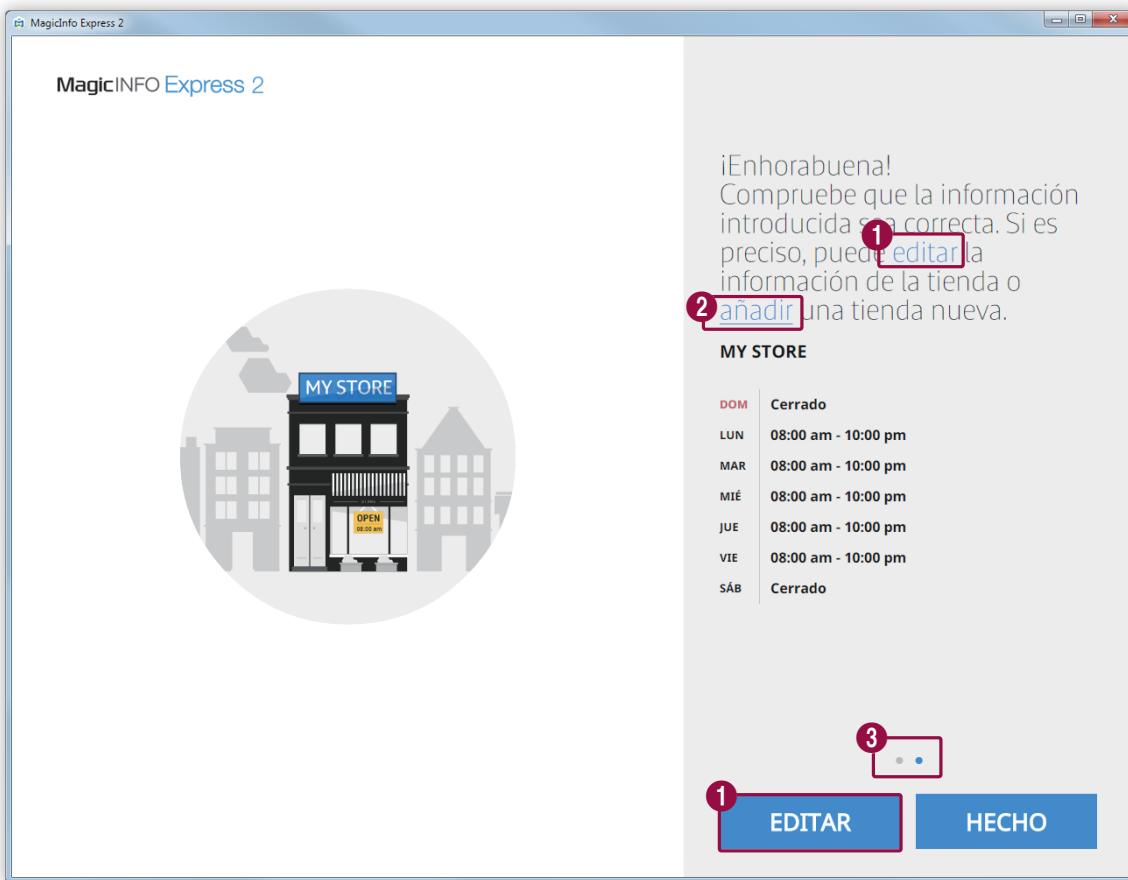 MagicInfo Express 2
MagicINFO Express 2
MY STORE
OPEN
08:00 am
¡Enhorabuena!
Compruebe que la información
introducida sea correcta. Si es
1
preciso, puede editar la
información de la tienda o
2
añadir una tienda nueva.
MY STORE
DOM Cerrado
LUN 08:00 am - 10:00 pm
MAR 08:00 am - 10:00 pm
MIÉ 08:00 am - 10:00 pm
JUE 08:00 am - 10:00 pm
VIE 08:00 am - 10:00 pm
SÁB Cerrado
3
1
EDITAR
HECHO